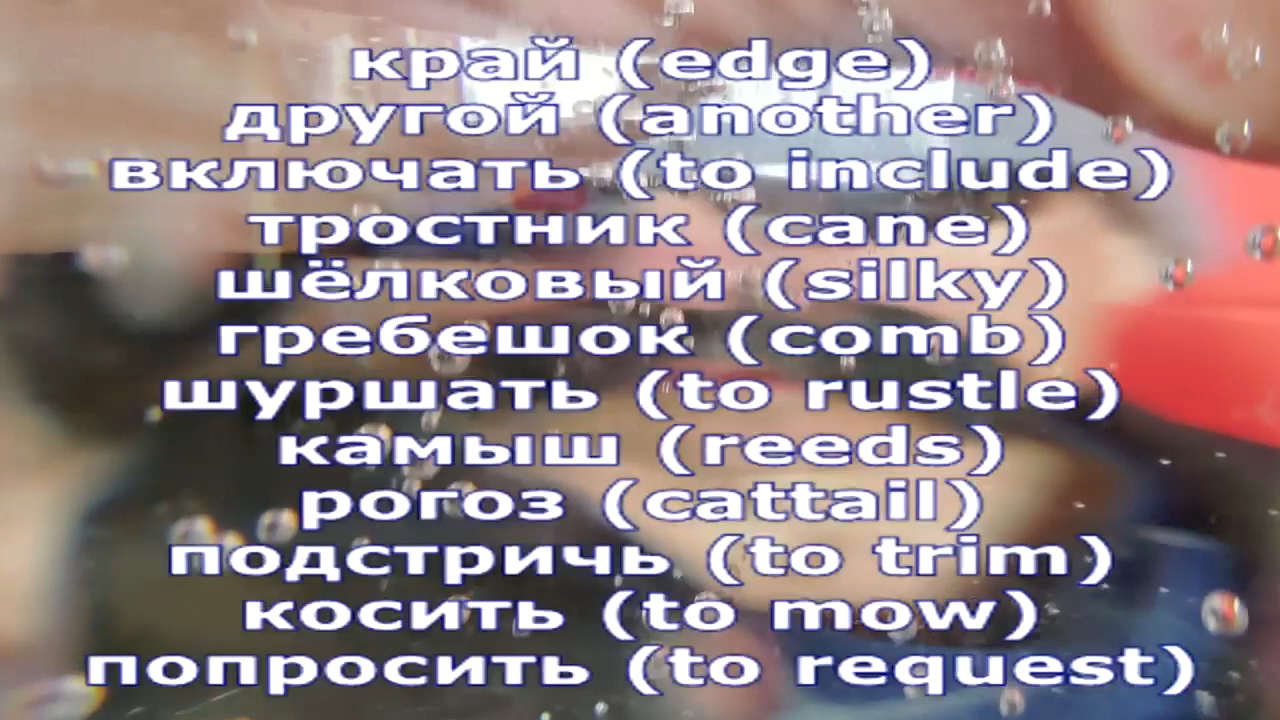 край (edge)
другой (another)
включать (to include)
тростник (cane)
шёлковый (silky)
гребешок (comb)
шуршать (to rustle)
камыш (reeds)
рогоз (cattail)
подстричь (to trim)
косить (to mow)
попросить (to request)